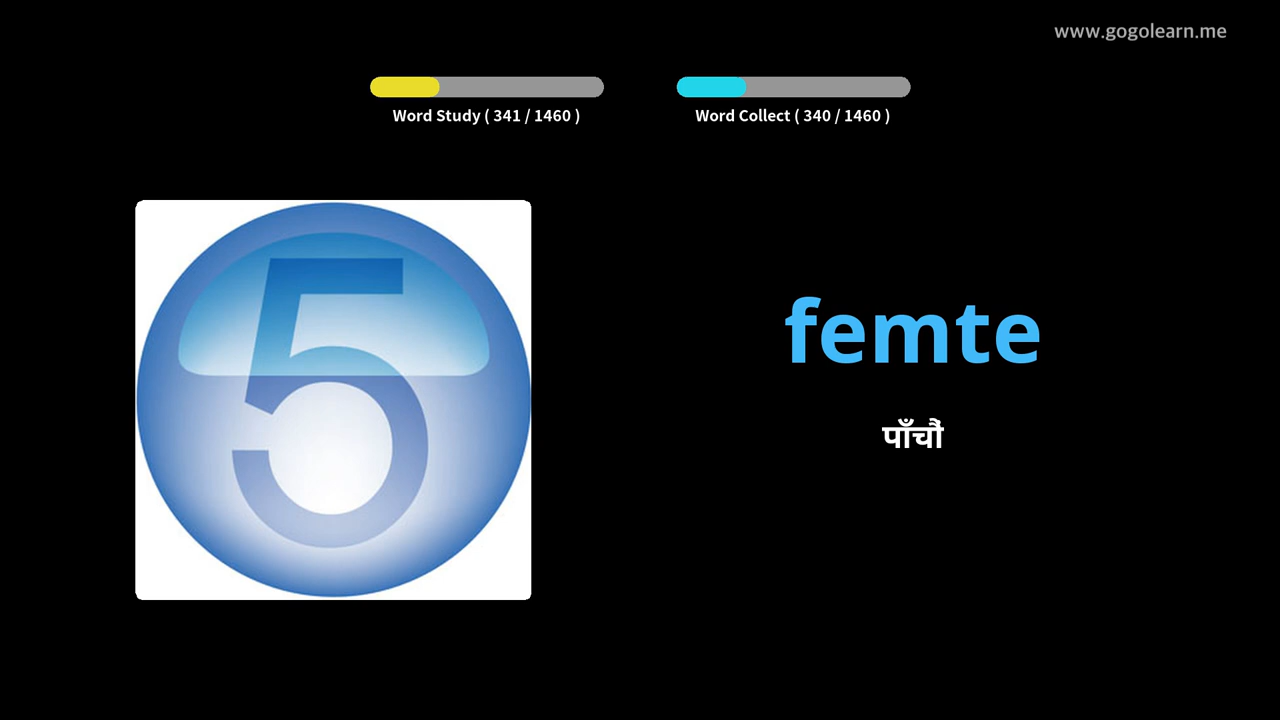 www.gogolearn.me
Word Study ( 341 / 1460 )
Word Collect ( 340 / 1460 )
5
femte
पाँचौं